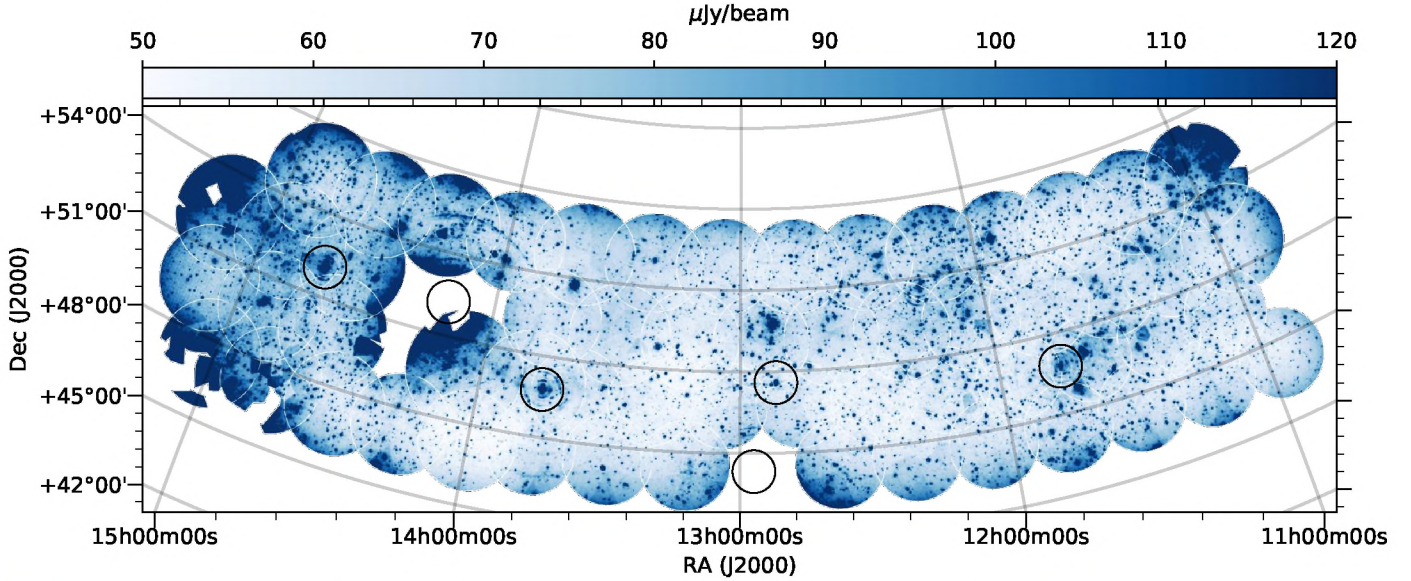 μJy/beam
50 60 70 80 90 100 110 120
+54°00'
+51°00'
+48°00'
+45°00'
+42°00'
Dec (J2000)
15h00m00s 14h00m00s 13h00m00s 12h00m00s 11h00m00s
RA (J2000)